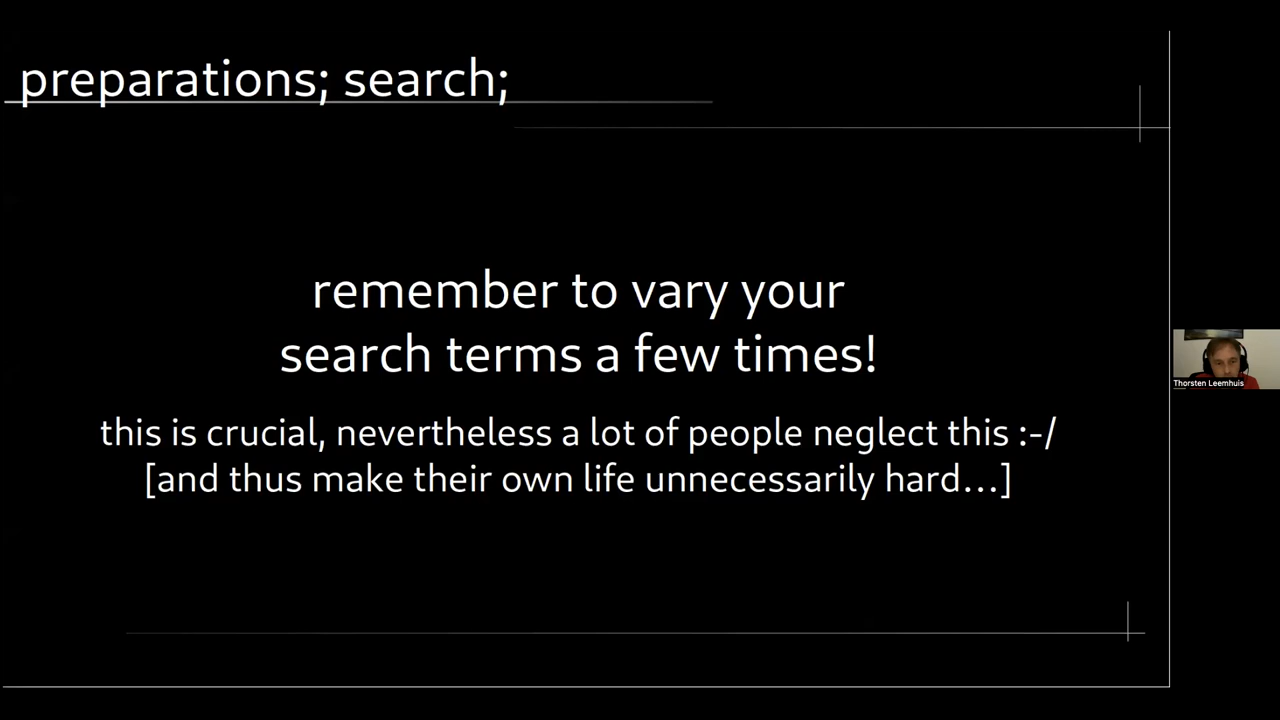 preparations; search;
remember to vary your
search terms a few times!
this is crucial, nevertheless a lot of people neglect this :-/
[and thus make their own life unnecessarily hard…]
Thorsten Leemhuis